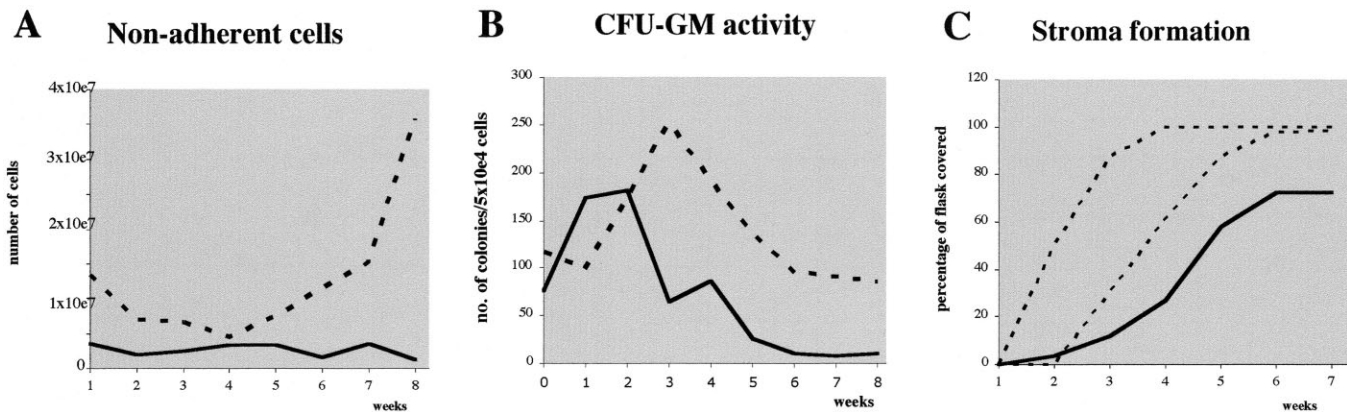 A Non-adherent cells
number of cells
4x10e7
3x10e7
2x10e7
1x10e7
0
1 2 3 4 5 6 7 8
weeks
B CFU-GM activity
no. of colonies/5x10e4 cells
300
250
200
150
100
50
0
0 1 2 3 4 5 6 7 8
weeks
C Stroma formation
percentage of flask covered
120
100
80
60
40
20
0
1 2 3 4 5 6 7
weeks